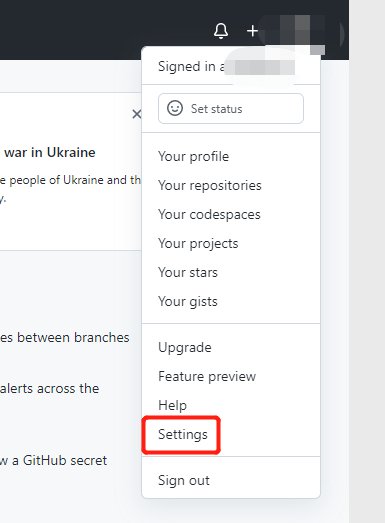 Signed in a
Set status
war in Ukraine
e people of Ukraine and th
y.
Your profile
Your repositories
Your codespaces
Your projects
Your stars
Your gists
es between branches
Upgrade
Feature preview
alerts across the
Help
Settings
w a GitHub secret
Sign out